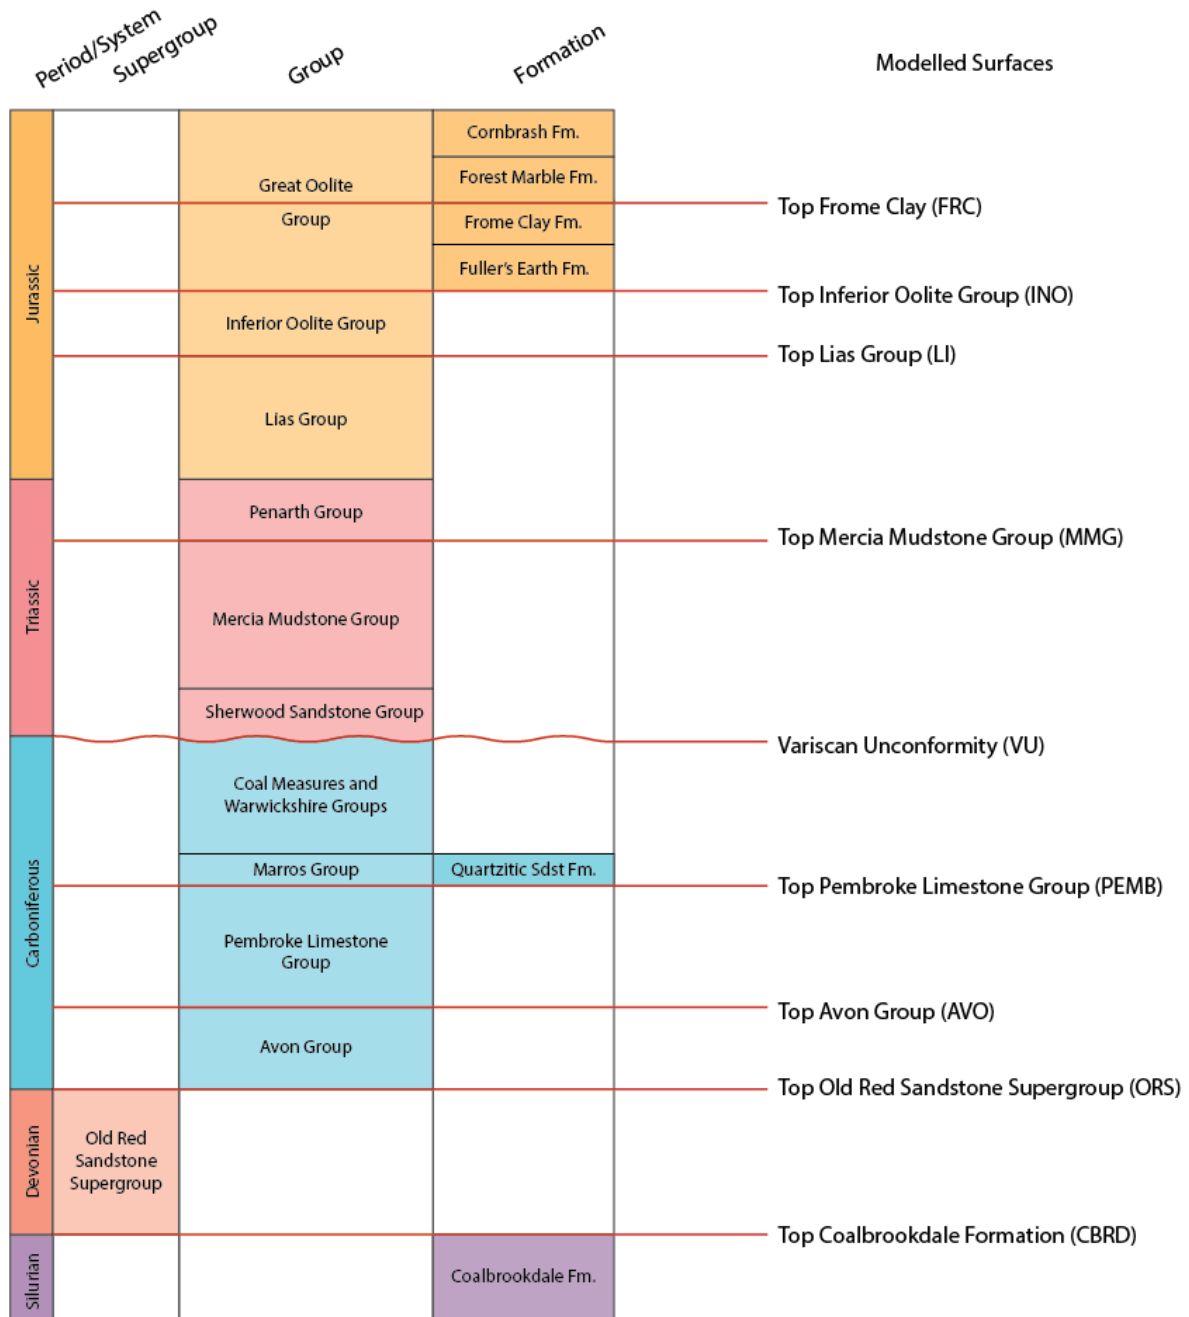 Period/System
Supergroup
Group
Formation
Modelled Surfaces
Jurassic
Great Oolite
Group
Cornbrash Fm.
Forest Marble Fm.
Top Frome Clay (FRC)
Frome Clay Fm.
Fuller's Earth Fm.
Top Inferior Oolite Group (INO)
Inferior Oolite Group
Top Lias Group (LI)
Lias Group
Triassic
Penarth Group
Top Mercia Mudstone Group (MMG)
Mercia Mudstone Group
Sherwood Sandstone Group
Variscan Unconformity (VU)
Carboniferous
Coal Measures and
Warwickshire Groups
Marros Group
Quartzitic Sdst Fm.
Top Pembroke Limestone Group (PEMB)
Pembroke Limestone
Group
Top Avon Group (AVO)
Avon Group
Top Old Red Sandstone Supergroup (ORS)
Devonian
Old Red
Sandstone
Supergroup
Top Coalbrookdale Formation (CBRD)
Silurian
Coalbrookdale Fm.